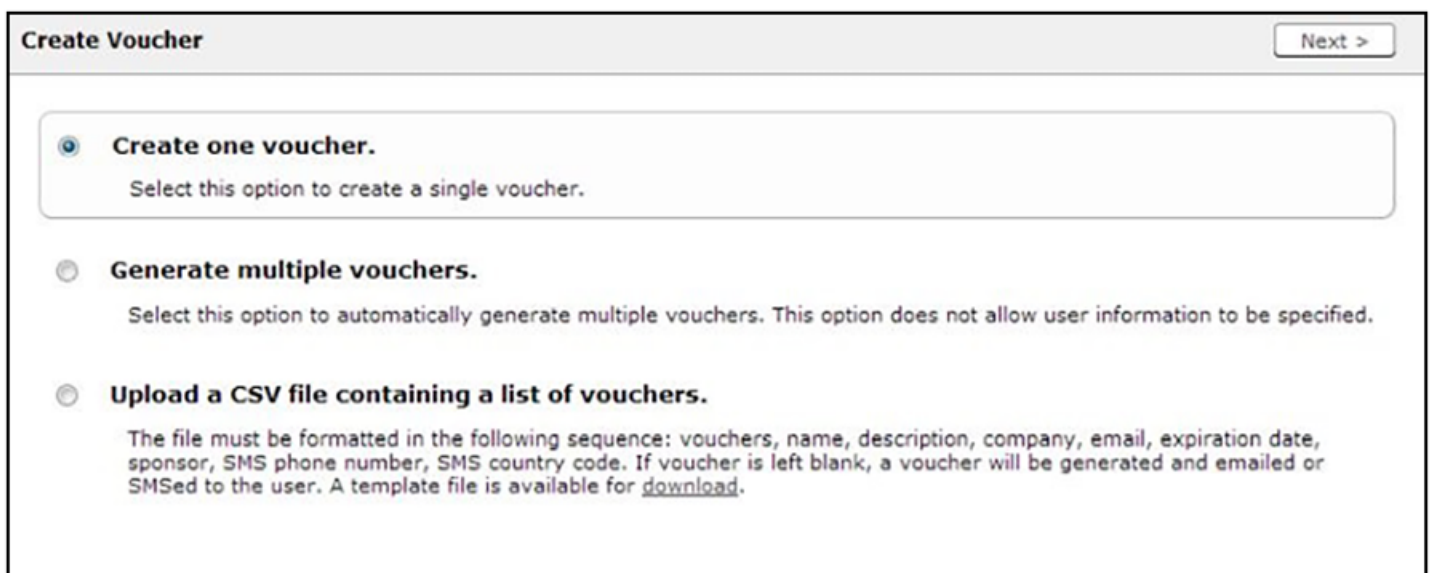 Create Voucher
Next >
Create one voucher.
Select this option to create a single voucher.
Generate multiple vouchers.
Select this option to automatically generate multiple vouchers. This option does not allow user information to be specified.
Upload a CSV file containing a list of vouchers.
The file must be formatted in the following sequence: vouchers, name, description, company, email, expiration date,
sponsor, SMS phone number, SMS country code. If voucher is left blank, a voucher will be generated and emailed or
SMSed to the user. A template file is available for download.